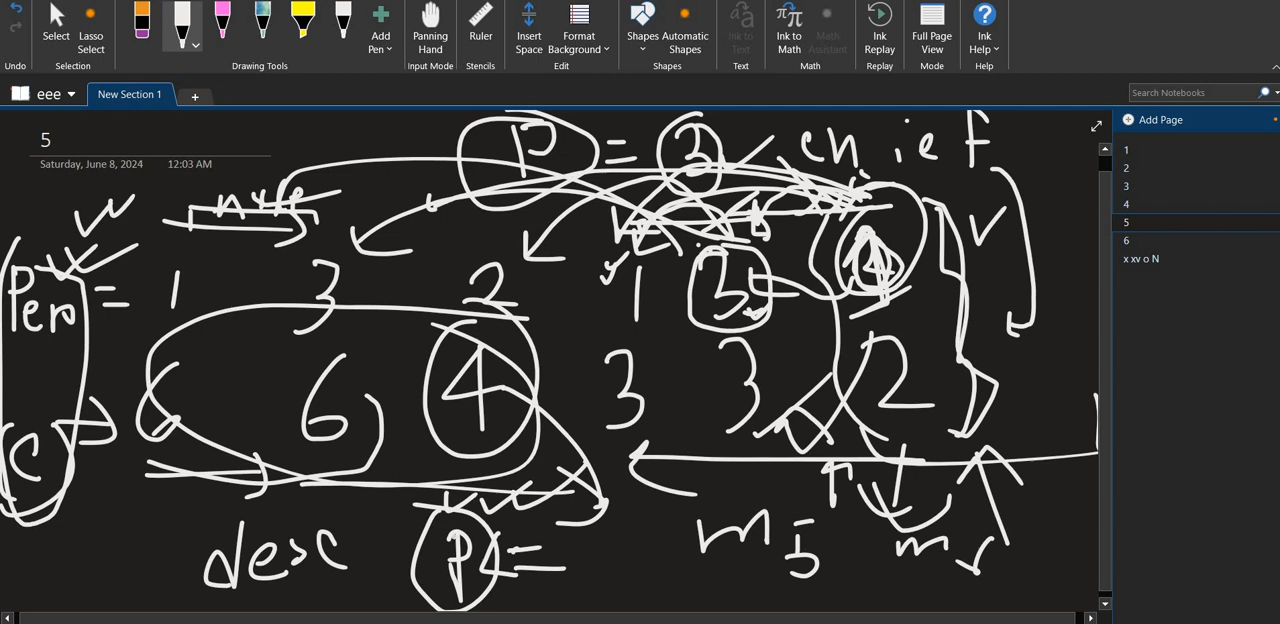 Select
Lasso Select
Add Pen
Panning Hand
Ruler
Insert Space
Format Background
Shapes
Automatic Shapes
Ink to Text
Ink to Math
Math Assistant
Ink Replay
Full Page View
Ink Help
Undo
Selection
Drawing Tools
Input Mode
Stencils
Edit
Shapes
Text
Math
Replay
Mode
Help
eee
New Section 1
+
Search Notebooks
5
Saturday, June 8, 2024 12:03 AM
Add Page
1
2
3
4
5
6
x xv o N
P = 3 chief
Per = 1 3 2 1 3 4
C 6 4 3 3 2
desc P =